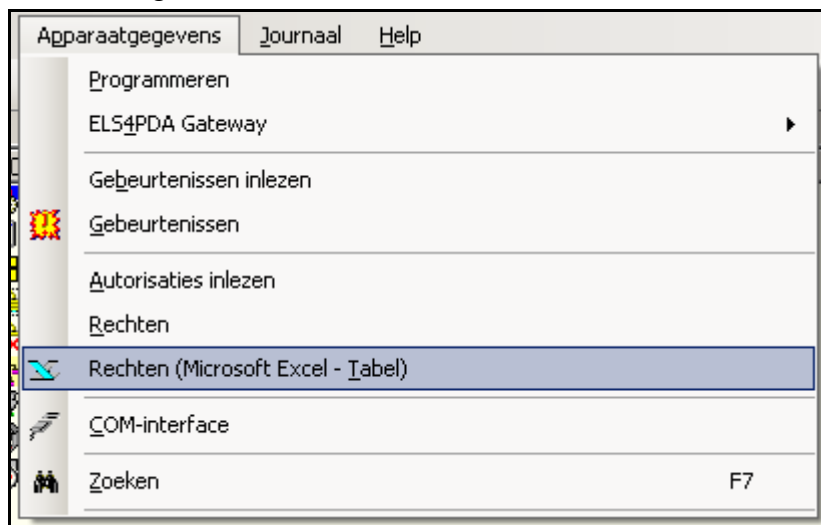 Apparaatgegevens Journaal Help
Programmeren
ELS4PDA Gateway
Gebeurtenissen inlezen
Gebeurtenissen
Autorisaties inlezen
Rechten
Rechten (Microsoft Excel - Tabel)
COM-interface
Zoeken F7